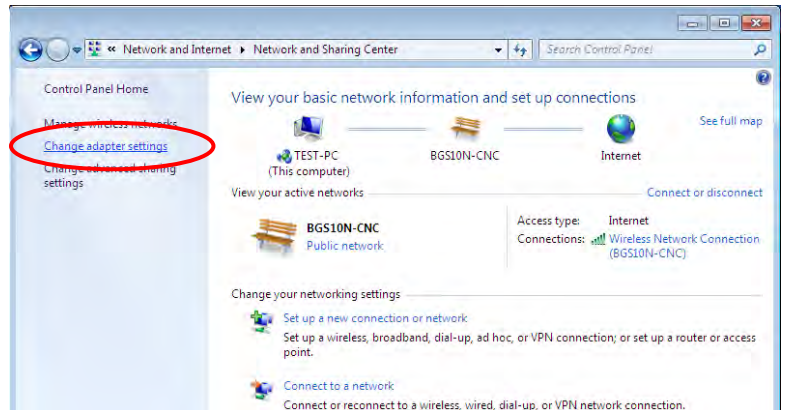 « Network and Internet ▸ Network and Sharing Center
Search Control Panel
Control Panel Home
Manage wireless networks
Change adapter settings
Change advanced sharing
settings
View your basic network information and set up connections
See full map
TEST-PC
(This computer)
BGS10N-CNC
Internet
View your active networks
Connect or disconnect
BGS10N-CNC
Public network
Access type: Internet
Connections: Wireless Network Connection
(BGS10N-CNC)
Change your networking settings
Set up a new connection or network
Set up a wireless, broadband, dial-up, ad hoc, or VPN connection; or set up a router or access
point.
Connect to a network
Connect or reconnect to a wireless, wired, dial-up, or VPN network connection.